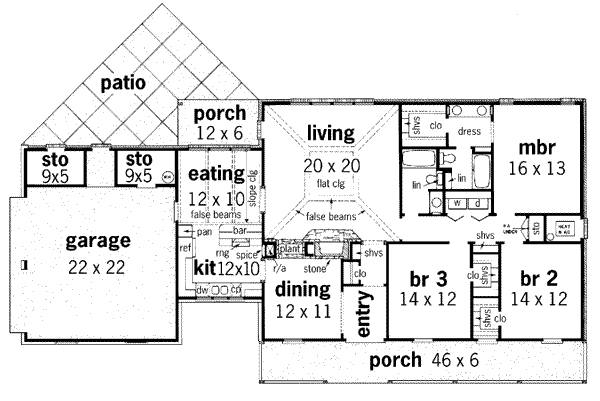 patio
porch
12 x 6
living
20 x 20
flat clg
false beams
shvs
clo
dress
mbr
16 x 13
sto
9x5
sto
9x5
eating
12 x 10
false beams
slope clg
lin
lin
w d
garage
22 x 22
pan
bar
ref
rng
spice
kit 12x10
dw
cp
plant
r/a
stone
shvs
clo
shvs
sto
dining
12 x 11
entry
br 3
14 x 12
clo
shvs
br 2
14 x 12
shvs
clo
porch 46 x 6